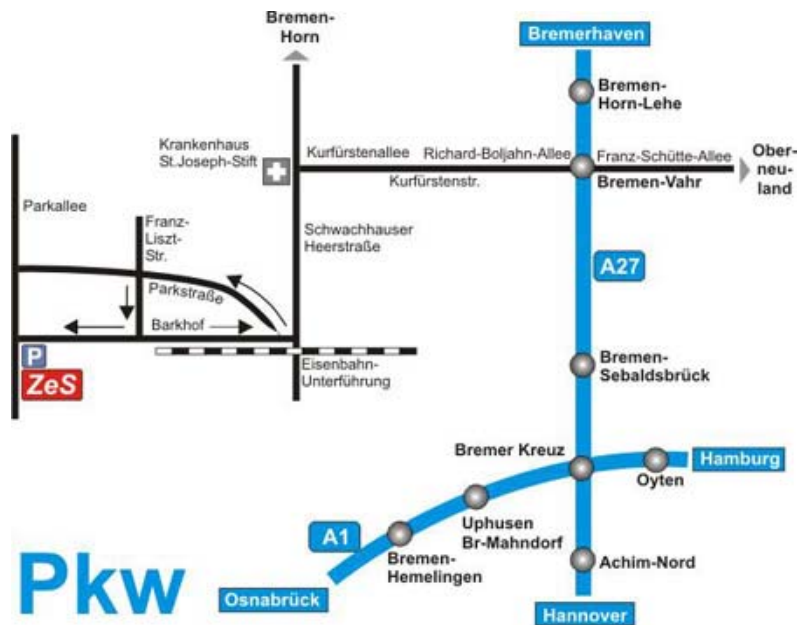 Bremen-
Horn
Bremerhaven
Bremen-
Horn-Lehe
Krankenhaus
St.Joseph-Stift
Kurfürstenallee
Richard-Boljahn-Allee
Franz-Schütte-Allee
Ober-
neu-
land
Kurfürstenstr.
Bremen-Vahr
Parkallee
Franz-
Liszt-
Str.
Schwachhauser
Heerstraße
A27
Parkstraße
Barkhof
P
ZeS
Eisenbahn-
Unterführung
Bremen-
Sebaldsbrück
Bremer Kreuz
Hamburg
Oyten
A1
Uphusen
Br-Mahndorf
Bremen-
Hemelingen
Achim-Nord
Pkw
Osnabrück
Hannover